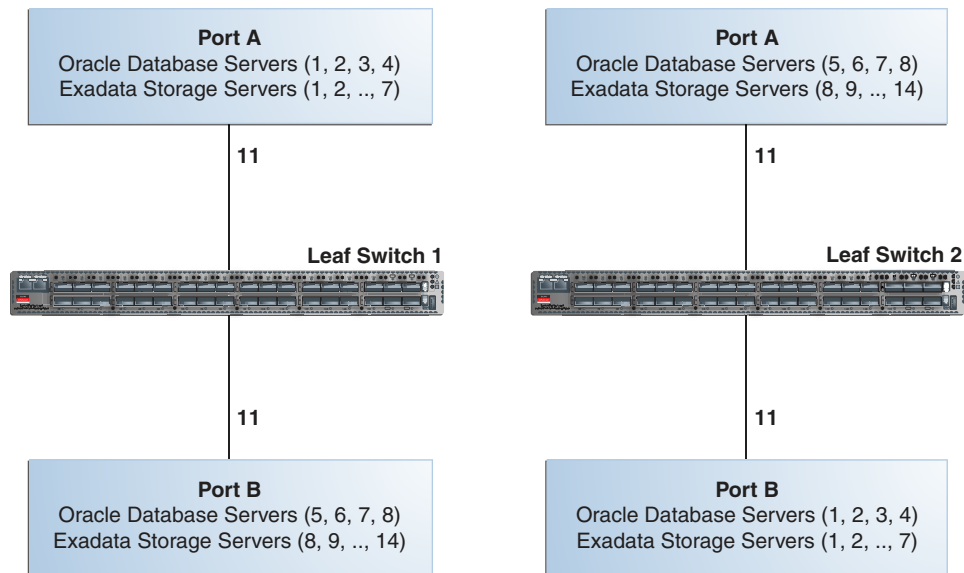 Port A
Oracle Database Servers (1, 2, 3, 4)
Exadata Storage Servers (1, 2, .., 7)
Port A
Oracle Database Servers (5, 6, 7, 8)
Exadata Storage Servers (8, 9, .., 14)
11
11
Leaf Switch 1
Leaf Switch 2
11
11
Port B
Oracle Database Servers (5, 6, 7, 8)
Exadata Storage Servers (8, 9, .., 14)
Port B
Oracle Database Servers (1, 2, 3, 4)
Exadata Storage Servers (1, 2, .., 7)